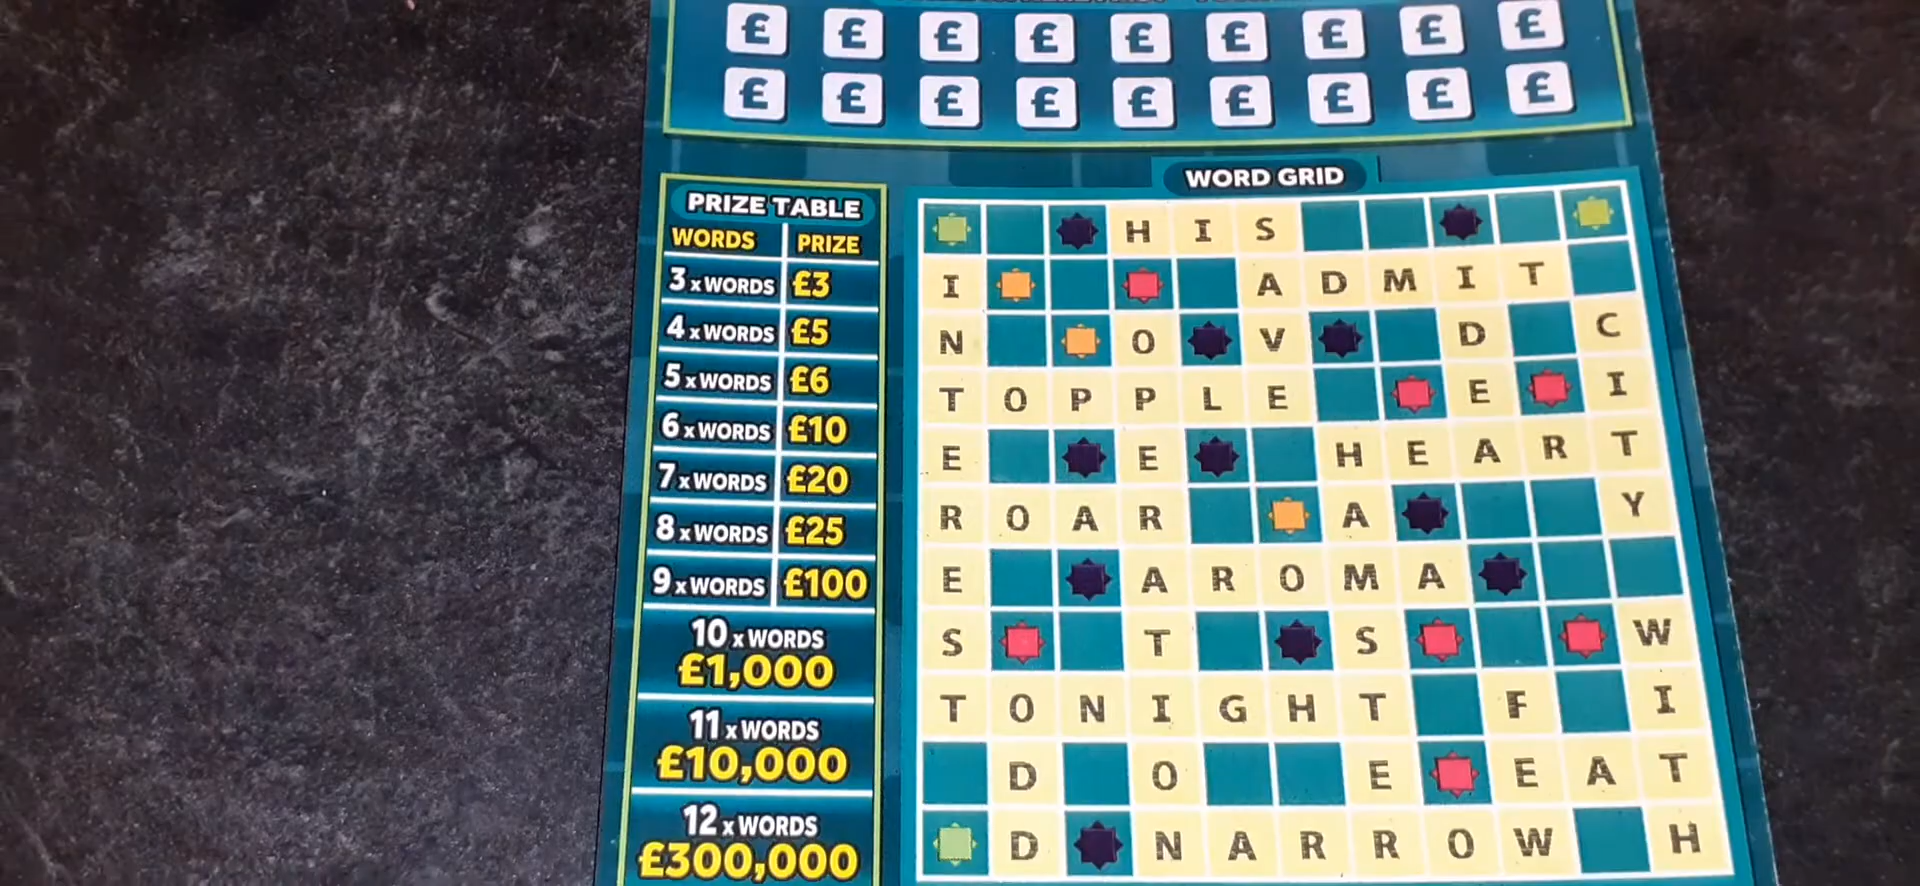 £ £ £ £ £ £ £ £ £
£ £ £ £ £ £ £ £ £
WORD GRID
PRIZE TABLE
WORDS PRIZE
3 x WORDS £3
4 x WORDS £5
5 x WORDS £6
6 x WORDS £10
7 x WORDS £20
8 x WORDS £25
9 x WORDS £100
10 x WORDS
£1,000
11 x WORDS
£10,000
12 x WORDS
£300,000
H I S
I A D M I T
N O V D C
T O P P L E E I
E E H E A R T
R O A R A Y
E A R O M A
S T S W
T O N I G H T F I
D O E E A T
D N A R R O W H